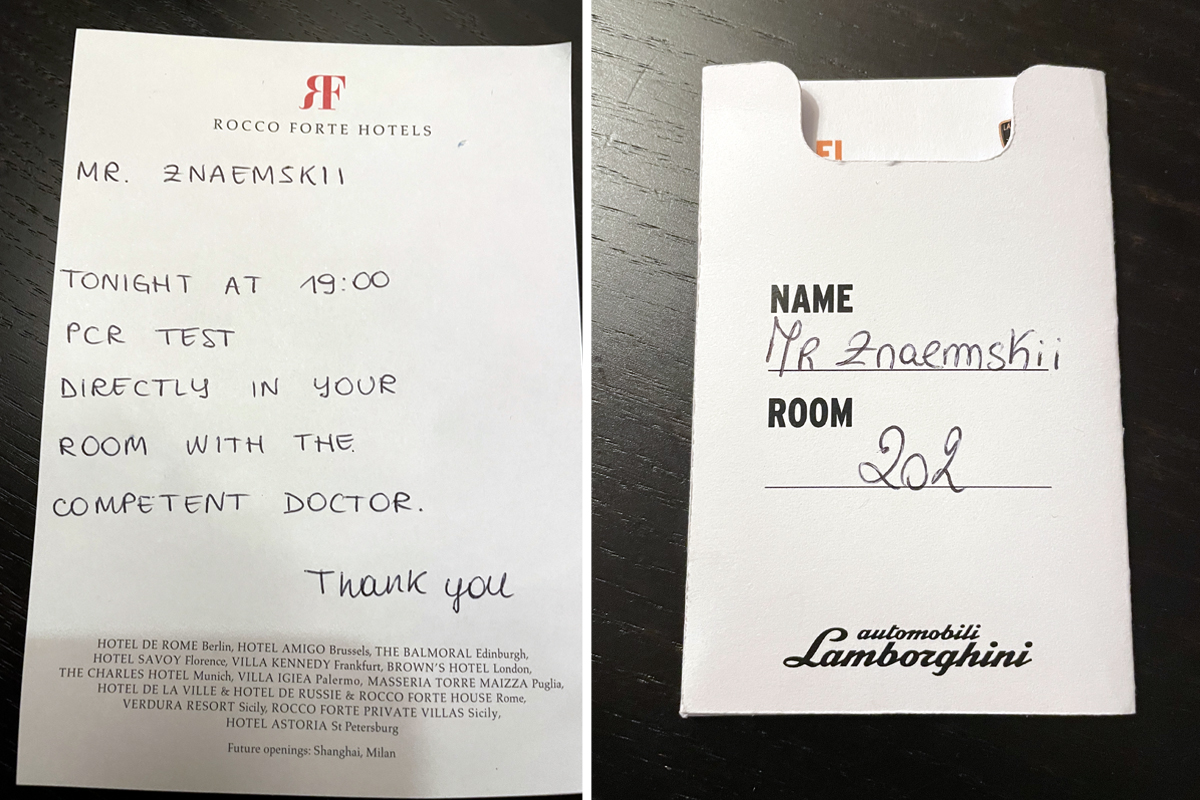 RF
ROCCO FORTE HOTELS
MR. ZNAEMSKII
TONIGHT AT 19:00
PCR TEST
DIRECTLY IN YOUR
ROOM WITH THE
COMPETENT DOCTOR.
Thank you
HOTEL DE ROME Berlin, HOTEL AMIGO Brussels, THE BALMORAL Edinburgh,
HOTEL SAVOY Florence, VILLA KENNEDY Frankfurt, BROWN'S HOTEL London,
THE CHARLES HOTEL Munich, VILLA IGIEA Palermo, MASSERIA TORRE MAIZZA Puglia,
HOTEL DE LA VILLE & HOTEL DE RUSSIE & ROCCO FORTE HOUSE Rome,
VERDURA RESORT Sicily, ROCCO FORTE PRIVATE VILLAS Sicily,
HOTEL ASTORIA St Petersburg
Future openings: Shanghai, Milan
NAME
Mr Znaemskii
ROOM
202
automobili
Lamborghini